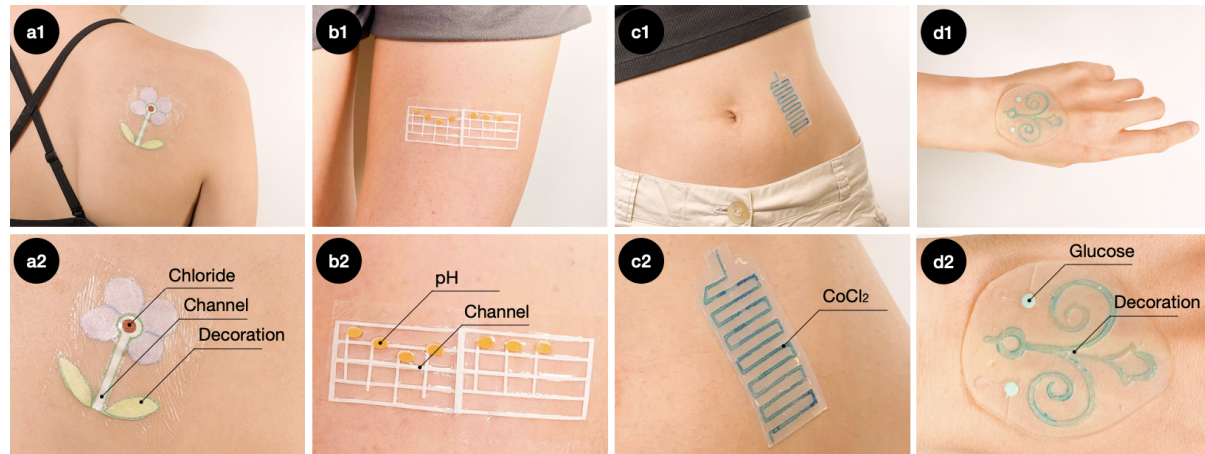 a1
b1
c1
d1
a2
Chloride
Channel
Decoration
b2
pH
Channel
c2
CoCl₂
d2
Glucose
Decoration